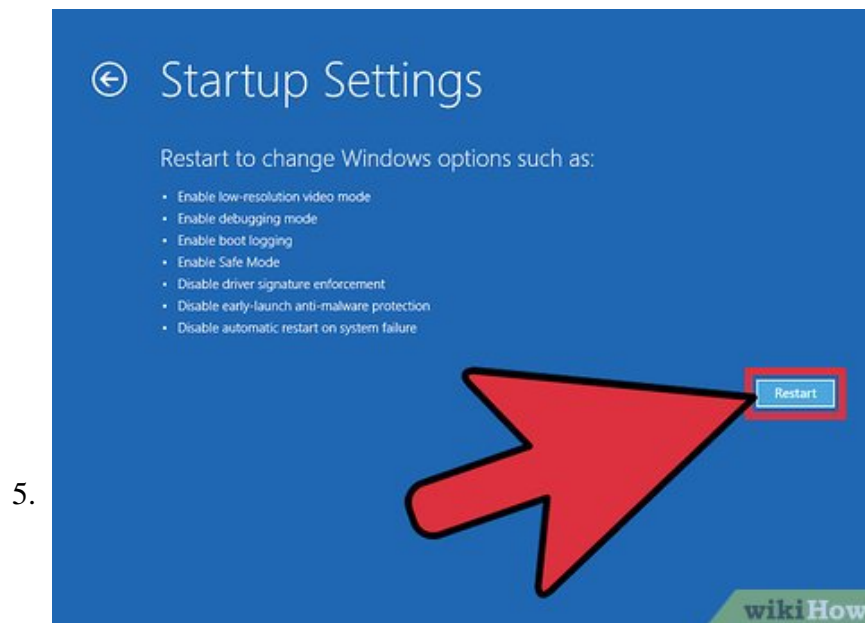 Startup Settings
Restart to change Windows options such as:
• Enable low-resolution video mode
• Enable debugging mode
• Enable boot logging
• Enable Safe Mode
• Disable driver signature enforcement
• Disable early-launch anti-malware protection
• Disable automatic restart on system failure
Restart
5.
wikiHow